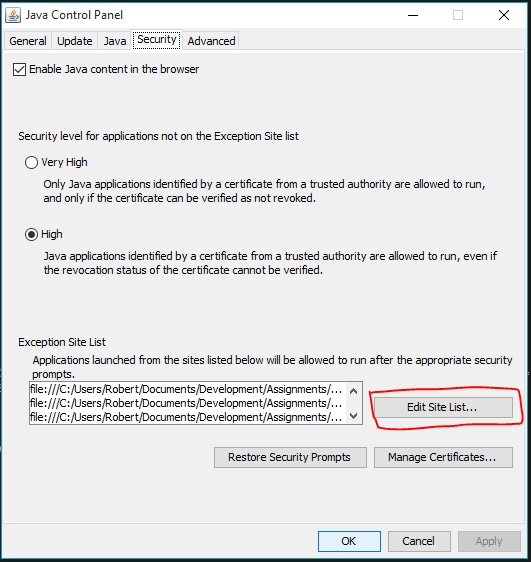 Java Control Panel
General Update Java Security Advanced
Enable Java content in the browser
Security level for applications not on the Exception Site list
Very High
Only Java applications identified by a certificate from a trusted authority are allowed to run,
and only if the certificate can be verified as not revoked.
High
Java applications identified by a certificate from a trusted authority are allowed to run, even if
the revocation status of the certificate cannot be verified.
Exception Site List
Applications launched from the sites listed below will be allowed to run after the appropriate security
prompts.
file:///C:/Users/Robert/Documents/Development/Assignments/...
file:///C:/Users/Robert/Documents/Development/Assignments/...
file:///C:/Users/Robert/Documents/Development/Assignments/...
Edit Site List...
Restore Security Prompts Manage Certificates...
OK Cancel Apply